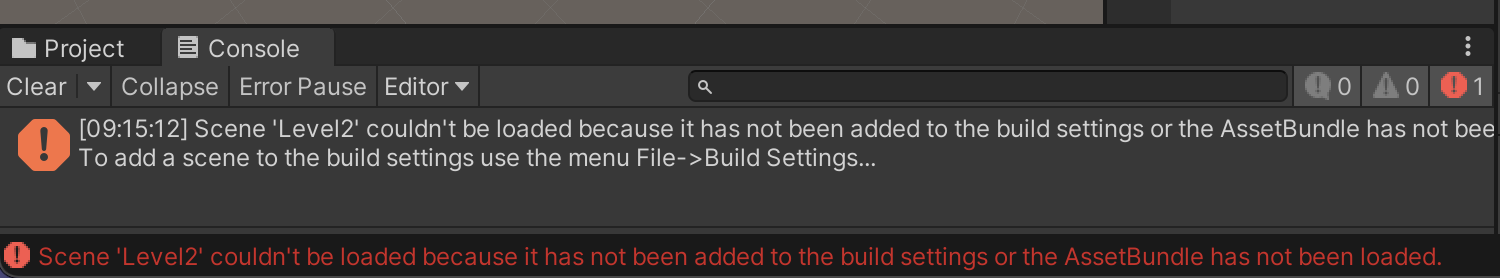 Project
Console
Clear Collapse Error Pause Editor 0 0 1
[09:15:12] Scene 'Level2' couldn't be loaded because it has not been added to the build settings or the AssetBundle has not bee
To add a scene to the build settings use the menu File->Build Settings...
Scene 'Level2' couldn't be loaded because it has not been added to the build settings or the AssetBundle has not been loaded.